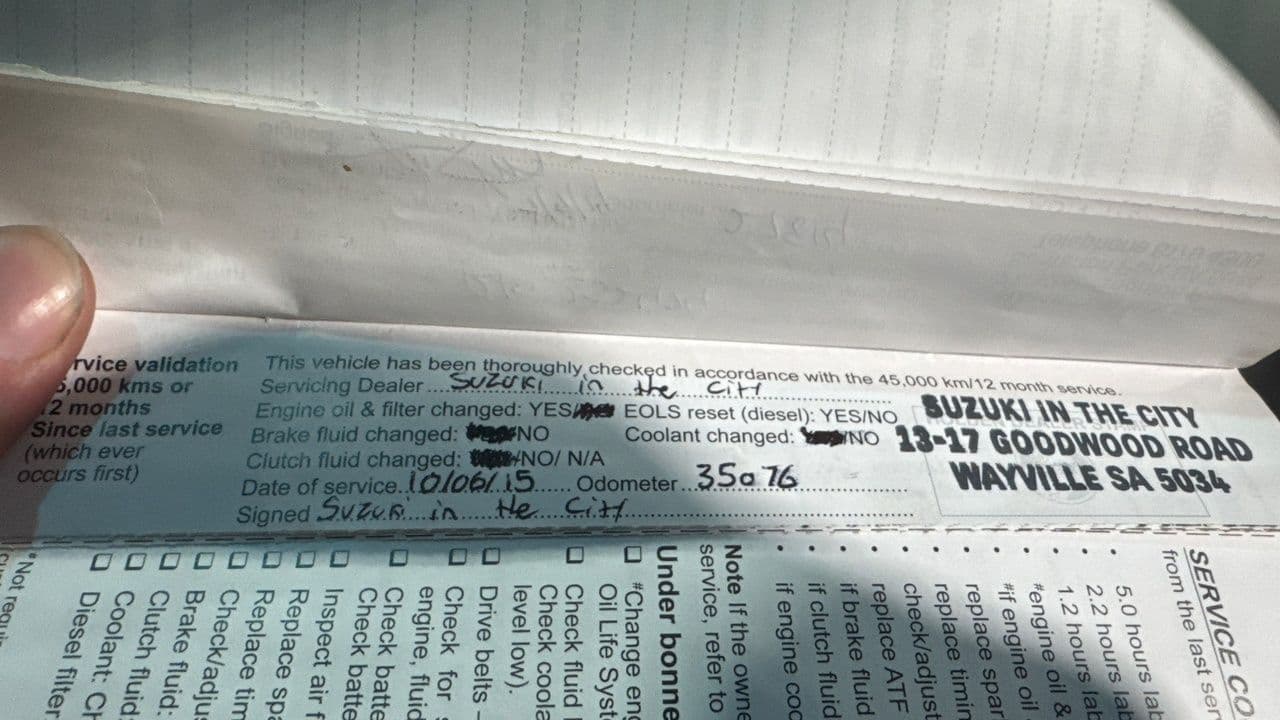 rvice validation
5,000 kms or
12 months
Since last service
(which ever
occurs first)
This vehicle has been thoroughly checked in accordance with the 45,000 km/12 month service.
Servicing Dealer....SUZUKI....in....the....CITY
Engine oil & filter changed: YES/ EOLS reset (diesel): YES/NO
Brake fluid changed: /NO Coolant changed: /NO
Clutch fluid changed: /NO/ N/A
Date of service..10/06/15...... Odometer..35076
Signed Suzuki in the City
SUZUKI IN THE CITY
13-17 GOODWOOD ROAD
WAYVILLE SA 5034
SERVICE CO
from the last ser
• 5.0 hours lab
• 2.2 hours lab
• 1.2 hours lab
• #engine oil &
• #if engine oil
• replace spar
• replace timin
• check/adjust
• replace ATF
• if brake fluid
• if clutch fluid
• if engine coo
Note If the owne
service, refer to
Under bonne
☐ #Change eng
Oil Life Syst
☐ Check fluid l
Check coola
level low).
☐ Drive belts –
☐ Check for
engine, fluid
☐ Check batte
Check batte
☐ Inspect air f
☐ Replace spa
☐ Replace tim
☐ Check/adjus
☐ Brake fluid:
☐ Clutch fluid:
☐ Coolant: Ch
☐ Diesel filter
#Not requir